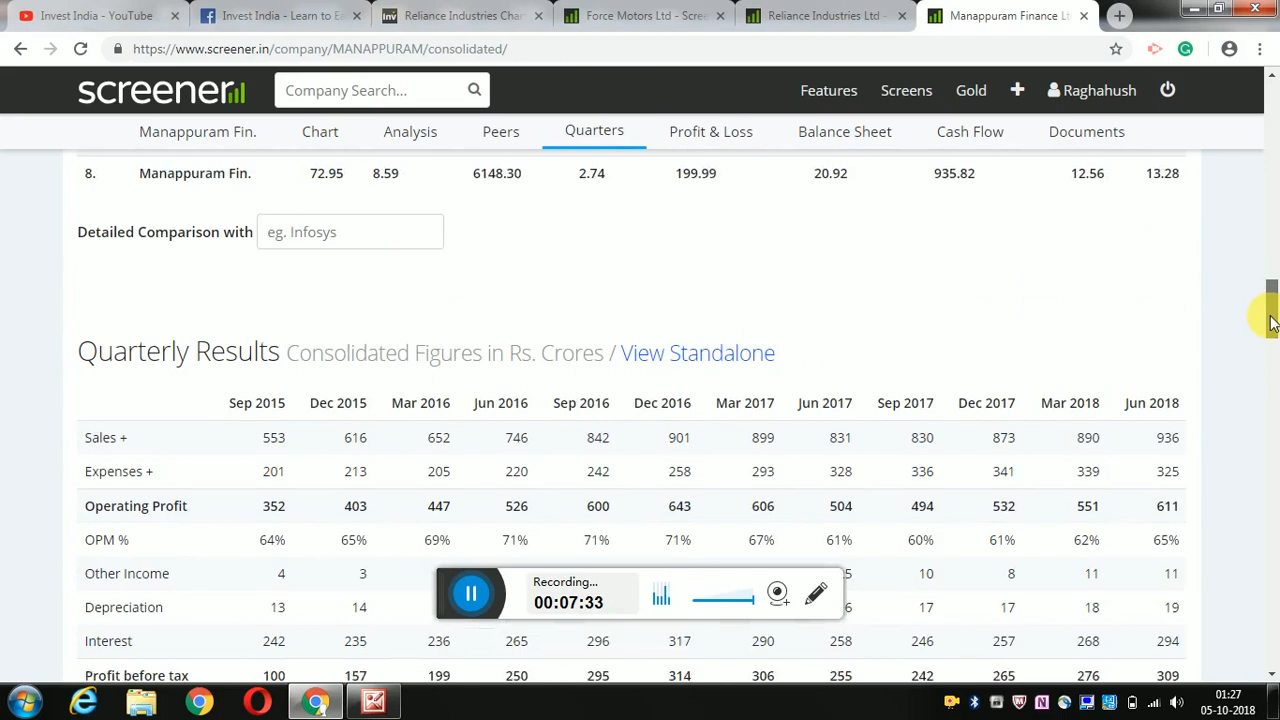 Invest India - YouTube
Invest India - Learn to E
Reliance Industri
Force Motors Ltd - Scre
Reliance Industries Ltd -
Manappuram Finance Lt
https://www.screener.in/company/MANAPPURAM/consolidated/
screener
Company Search...
Features Screens Gold Raghahush
Manappuram Fin. Chart Analysis Peers Quarters Profit & Loss Balance Sheet Cash Flow Documents
8. Manappuram Fin. 72.95 8.59 6148.30 2.74 199.99 20.92 935.82 12.56 13.28
Detailed Comparison with eg. Infosys
Quarterly Results Consolidated Figures in Rs. Crores / View Standalone
Sep 2015 Dec 2015 Mar 2016 Jun 2016 Sep 2016 Dec 2016 Mar 2017 Jun 2017 Sep 2017 Dec 2017 Mar 2018 Jun 2018
Sales + 553 616 652 746 842 901 899 831 830 873 890 936
Expenses + 201 213 205 220 242 258 293 328 336 341 339 325
Operating Profit 352 403 447 526 600 643 606 504 494 532 551 611
OPM % 64% 65% 69% 71% 71% 71% 67% 61% 60% 61% 62% 65%
Other Income 4 3 5 10 8 11 11
Recording...
00:07:33
Depreciation 13 14 6 17 17 18 19
Interest 242 235 236 265 296 317 290 258 246 257 268 294
Profit before tax 100 157 199 250 295 314 306 255 242 265 276 309
01:27
05-10-2018